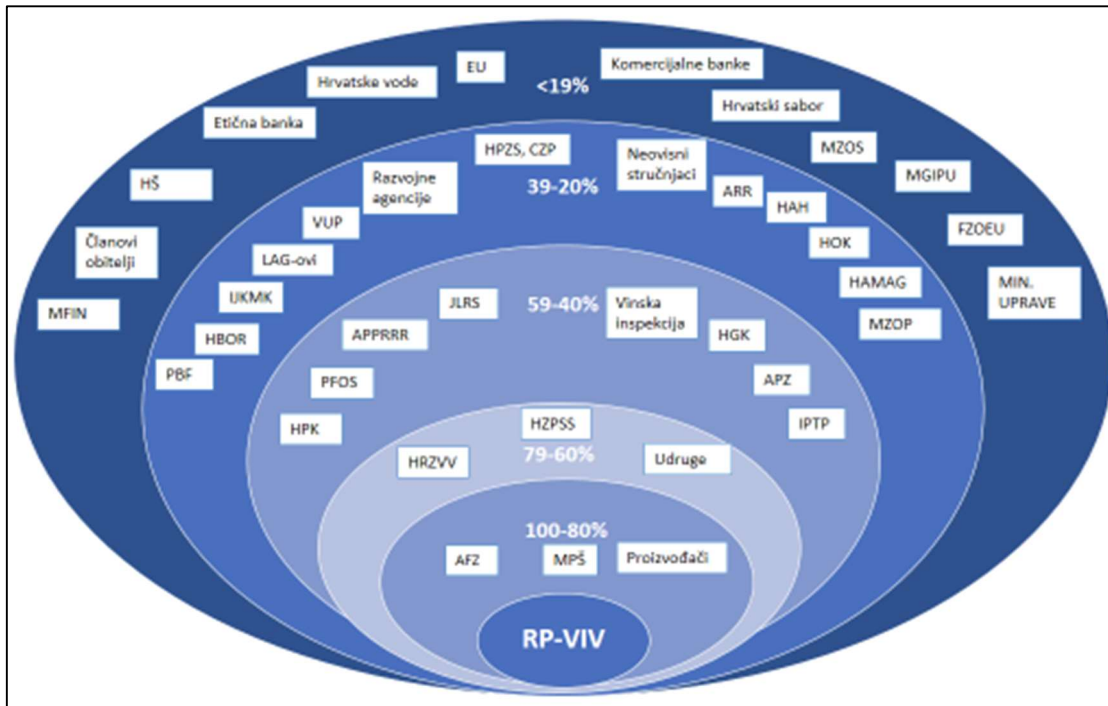 EU
Komercijalne banke
Hrvatske vode
<19%
Hrvatski sabor
Etična banka
MZOS
HPZS, CZP
Neovisni
stručnjaci
MGIPU
HŠ
Razvojne
agencije
39-20%
ARR
HAH
VUP
FZOEU
Članovi
obitelji
LAG-ovi
HOK
MIN.
UPRAVE
HAMAG
IJKMK
JLRS
59-40%
Vinska
inspekcija
MFIN
MZOP
HBOR
APPRRR
HGK
PBF
PFOS
APZ
HPK
HZPSS
IPTP
HRZVV
79-60%
Udruge
100-80%
AFZ
MPŠ
Proizvođači
RP-VIV